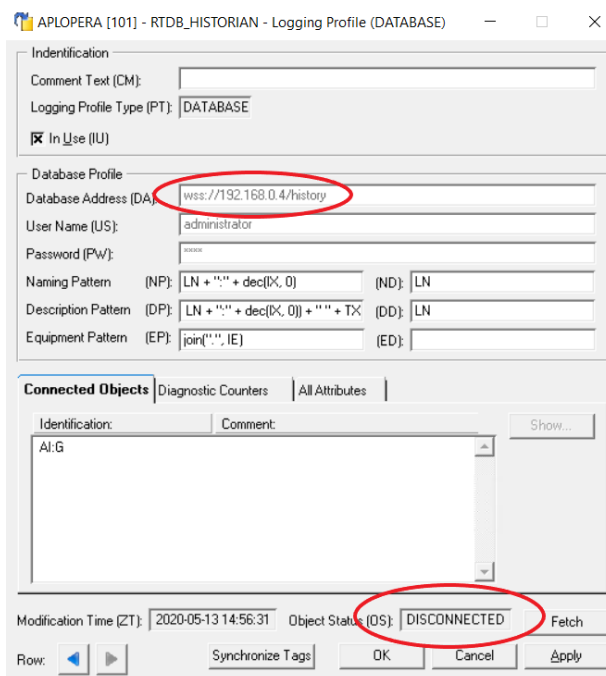 APLOPERA [101] - RTDB_HISTORIAN - Logging Profile (DATABASE)
Indentification
Comment Text (CM):
Logging Profile Type (PT): DATABASE
In Use (IU)
Database Profile
Database Address (DA): wss://192.168.0.4/history
User Name (US): administrator
Password (PW): ****
Naming Pattern (NP): LN + ":" + dec(IX, 0) (ND): LN
Description Pattern (DP): LN + ":" + dec(IX, 0)) + " " + TX (DD): LN
Equipment Pattern (EP): join(".", IE) (ED):
Connected Objects Diagnostic Counters All Attributes
Identification: Comment: Show...
AI:G
Modification Time (ZT): 2020-05-13 14:56:31 Object Status (OS): DISCONNECTED Fetch
Row: Synchronize Tags OK Cancel Apply